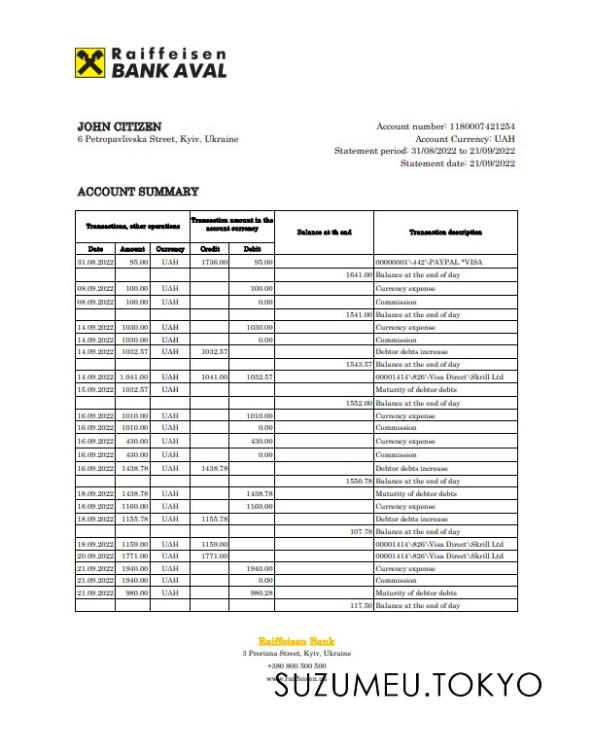 Raiffeisen
BANK AVAL
JOHN CITIZEN
6 Petropavlivska Street, Kyiv, Ukraine
Account number: 1180007421254
Account Currency: UAH
Statement period: 31/08/2022 to 21/09/2022
Statement date: 21/09/2022
ACCOUNT SUMMARY
Transactions, other operations Transaction amount in the account currency Balance at th end Transaction description
Date Amount Currency Credit Debit
31.08.2022 95.00 UAH 1736.00 95.00 00000001\442\PAYPAL *VISA
1641.00 Balance at the end of day
08.09.2022 100.00 UAH 100.00 Currency expense
08.09.2022 100.00 UAH 0.00 Commission
1541.00 Balance at the end of day
14.09.2022 1030.00 UAH 1030.00 Currency expense
14.09.2022 1030.00 UAH 0.00 Commission
14.09.2022 1032.57 UAH 1032.57 Debtor debts increase
1543.57 Balance at the end of day
14.09.2022 1.041.00 UAH 1041.00 1032.57 00001414\826\Visa Direct\Skrill Ltd
15.09.2022 1032.57 UAH Maturity of debtor debts
1552.00 Balance at the end of day
16.09.2022 1010.00 UAH 1010.00 Currency expense
16.09.2022 1010.00 UAH 0.00 Commission
16.09.2022 430.00 UAH 430.00 Currency expense
16.09.2022 430.00 UAH 0.00 Commission
16.09.2022 1438.78 UAH 1438.78 Debtor debts increase
1550.78 Balance at the end of day
18.09.2022 1438.78 UAH 1438.78 Maturity of debtor debts
18.09.2022 1160.00 UAH 1160.00 Currency expense
18.09.2022 1155.78 UAH 1155.78 Debtor debts increase
107.78 Balance at the end of day
18.09.2022 1159.00 UAH 1159.00 00001414\826\Visa Direct\Skrill Ltd
20.09.2022 1771.00 UAH 1771.00 00001414\826\Visa Direct\Skrill Ltd
21.09.2022 1940.00 UAH 1940.00 Currency expense
21.09.2022 1940.00 UAH 0.00 Commission
21.09.2022 980.00 UAH 980.28 Maturity of debtor debts
117.50 Balance at the end of day
Raiffeisen Bank
3 Prorizna Street, Kyiv, Ukraine
+380 800 500 500
SUZUMEU.TOKYO